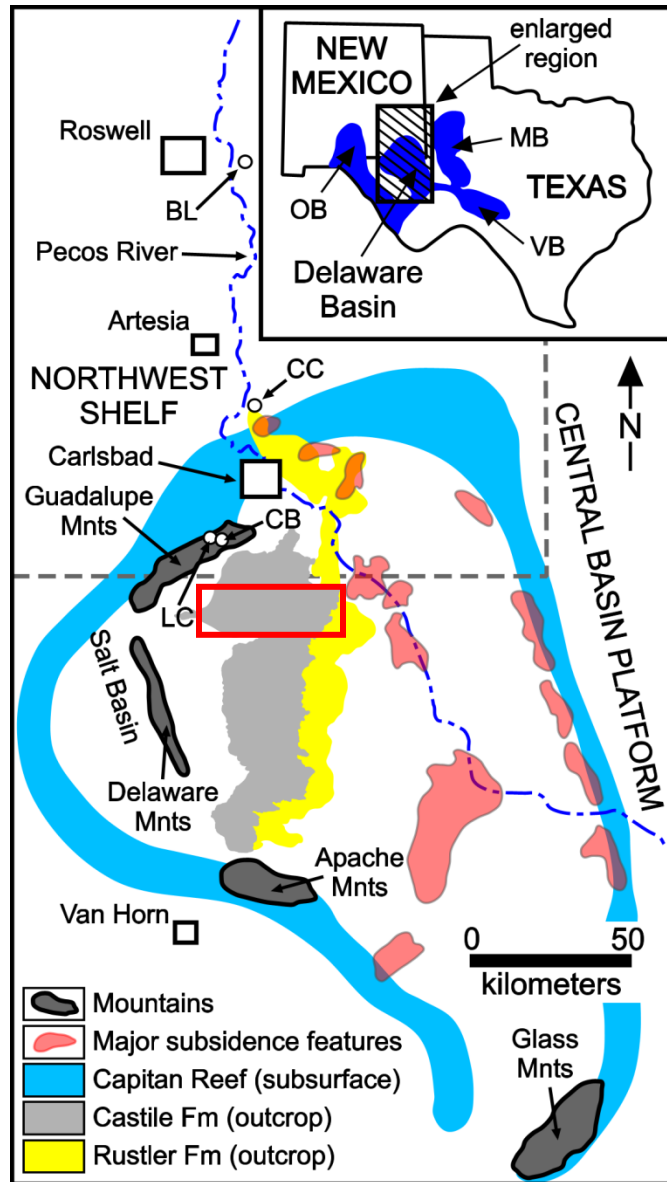 NEW
MEXICO
enlarged
region
MB
TEXAS
OB
VB
Delaware
Basin
Roswell
BL
Pecos River
Artesia
NORTHWEST
SHELF
CC
N
Carlsbad
Guadalupe
Mnts
CB
LC
CENTRAL BASIN PLATFORM
Salt Basin
Delaware
Mnts
Apache
Mnts
Van Horn
0 50
kilometers
Glass
Mnts
Mountains
Major subsidence features
Capitan Reef (subsurface)
Castile Fm (outcrop)
Rustler Fm (outcrop)